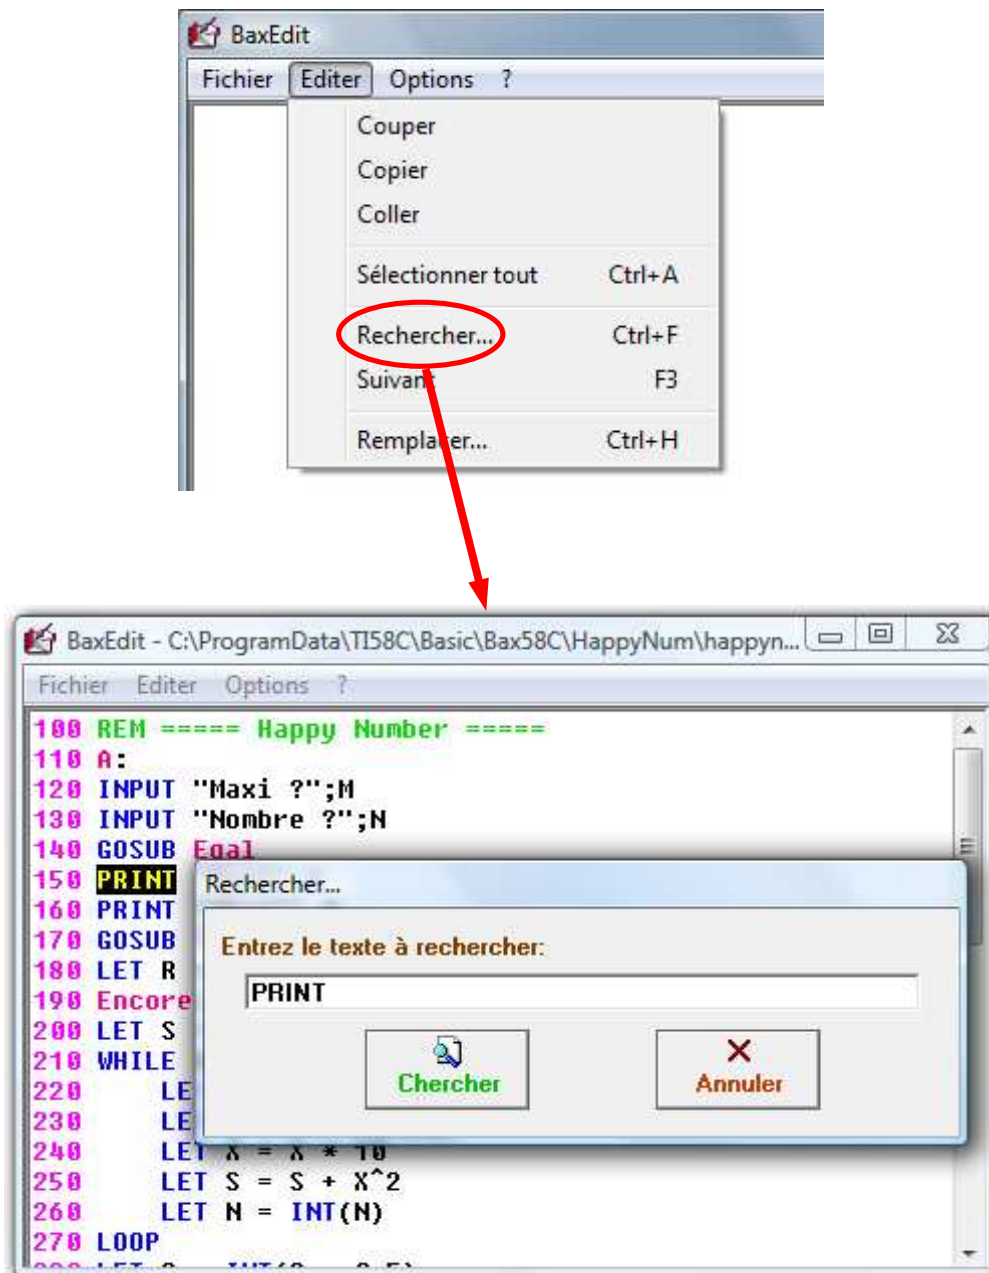 BaxEdit
Fichier Editer Options ?
Couper
Copier
Coller
Sélectionner tout Ctrl+A
Rechercher... Ctrl+F
Suivant F3
Remplacer... Ctrl+H
BaxEdit - C:\ProgramData\TI58C\Basic\Bax58C\HappyNum\happyn...
Fichier Editer Options ?
100 REM ===== Happy Number =====
110 A:
120 INPUT "Maxi ?";M
130 INPUT "Nombre ?";N
140 GOSUB Egal
150 PRINT
160 PRINT
170 GOSUB
180 LET R
190 Encore
200 LET S
210 WHILE
220 LE
230 LE
240 LET X = X * 10
250 LET S = S + X^2
260 LET N = INT(N)
270 LOOP
Rechercher...
Entrez le texte à rechercher:
PRINT
Chercher Annuler